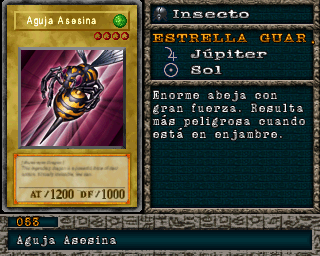 Aguja Asesina
AT/1200 DF/1000
Insecto
ESTRELLA GUAR.
Júpiter
Sol
Enorme abeja con
gran fuerza. Resulta
más peligrosa cuando
está en enjambre.
053
Aguja Asesina